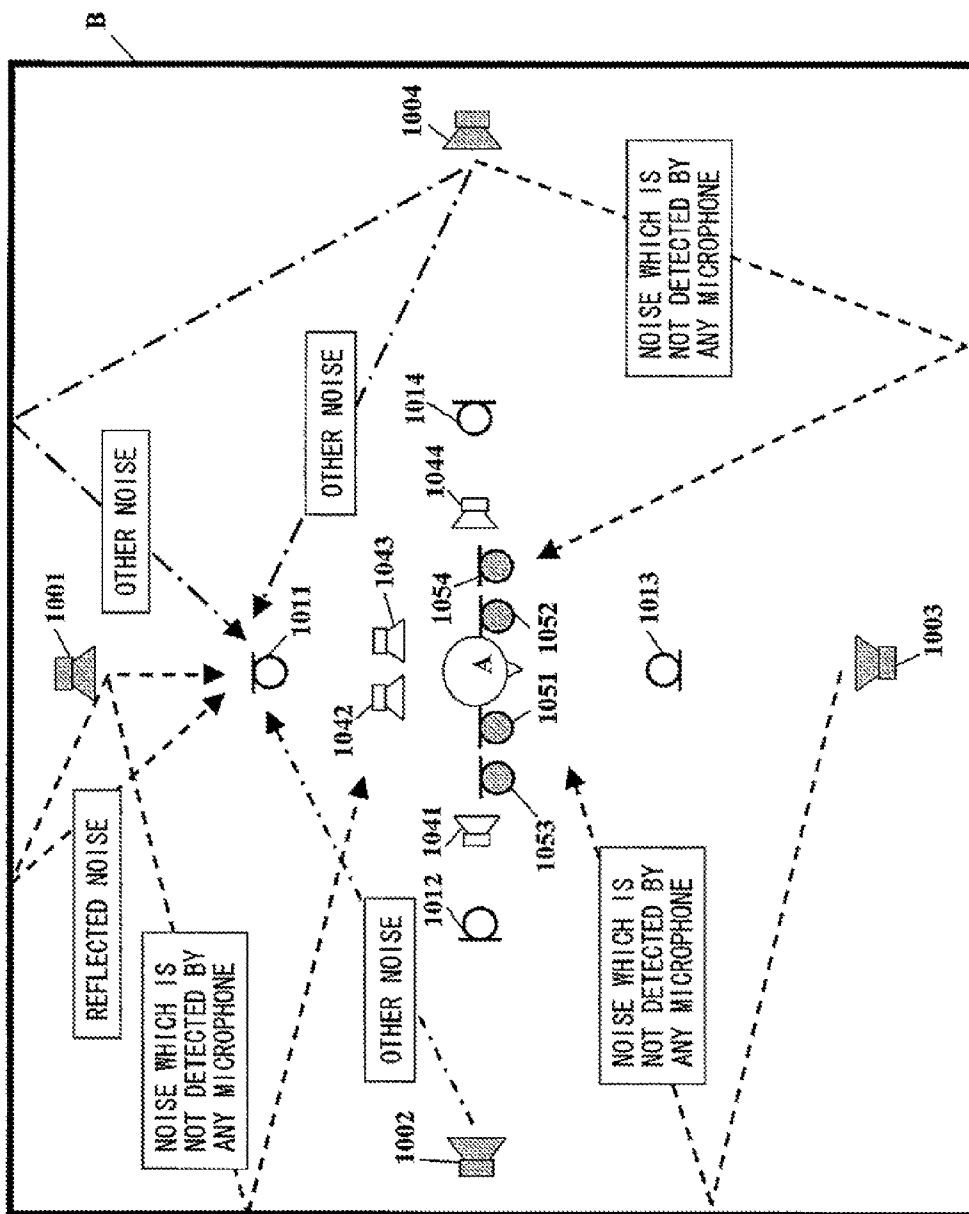 B
1004
NOISE WHICH IS
NOT DETECTED BY
ANY MICROPHONE
OTHER NOISE
1014
OTHER NOISE
1044
1001
1043
1054
1011
1052
A
1013
1003
1042
1051
REFLECTED NOISE
1041
1053
NOISE WHICH IS
NOT DETECTED BY
ANY MICROPHONE
1012
OTHER NOISE
NOISE WHICH IS
NOT DETECTED BY
ANY MICROPHONE
1002